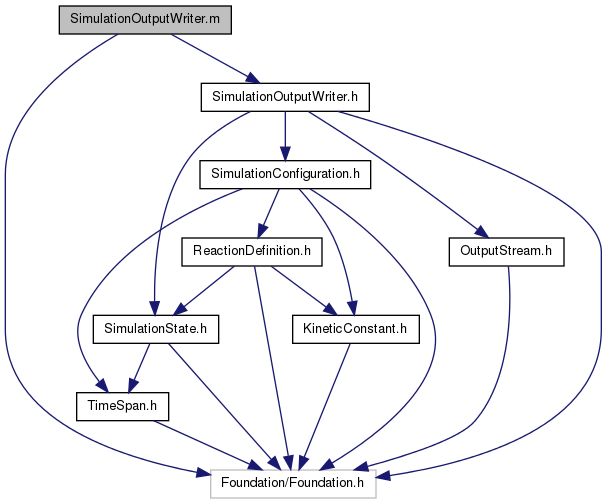 SimulationOutputWriter.m
SimulationOutputWriter.h
SimulationConfiguration.h
ReactionDefinition.h
OutputStream.h
SimulationState.h
KineticConstant.h
TimeSpan.h
Foundation/Foundation.h